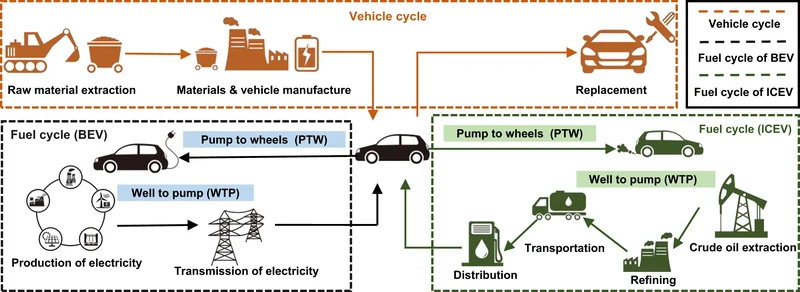 Vehicle cycle
Raw material extraction
Materials & vehicle manufacture
Replacement
Vehicle cycle
Fuel cycle of BEV
Fuel cycle of ICEV
Fuel cycle (BEV)
Pump to wheels (PTW)
Well to pump (WTP)
Production of electricity
Transmission of electricity
Pump to wheels (PTW)
Fuel cycle (ICEV)
Well to pump (WTP)
Crude oil extraction
Transportation
Distribution
Refining